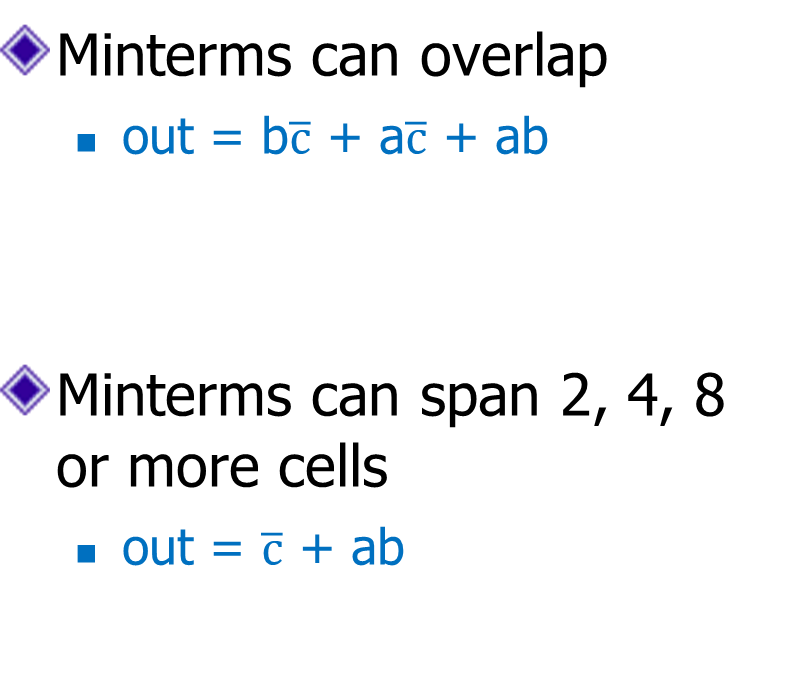 Minterms can overlap
out = bc̅ + ac̅ + ab
Minterms can span 2, 4, 8
or more cells
out = c̅ + ab